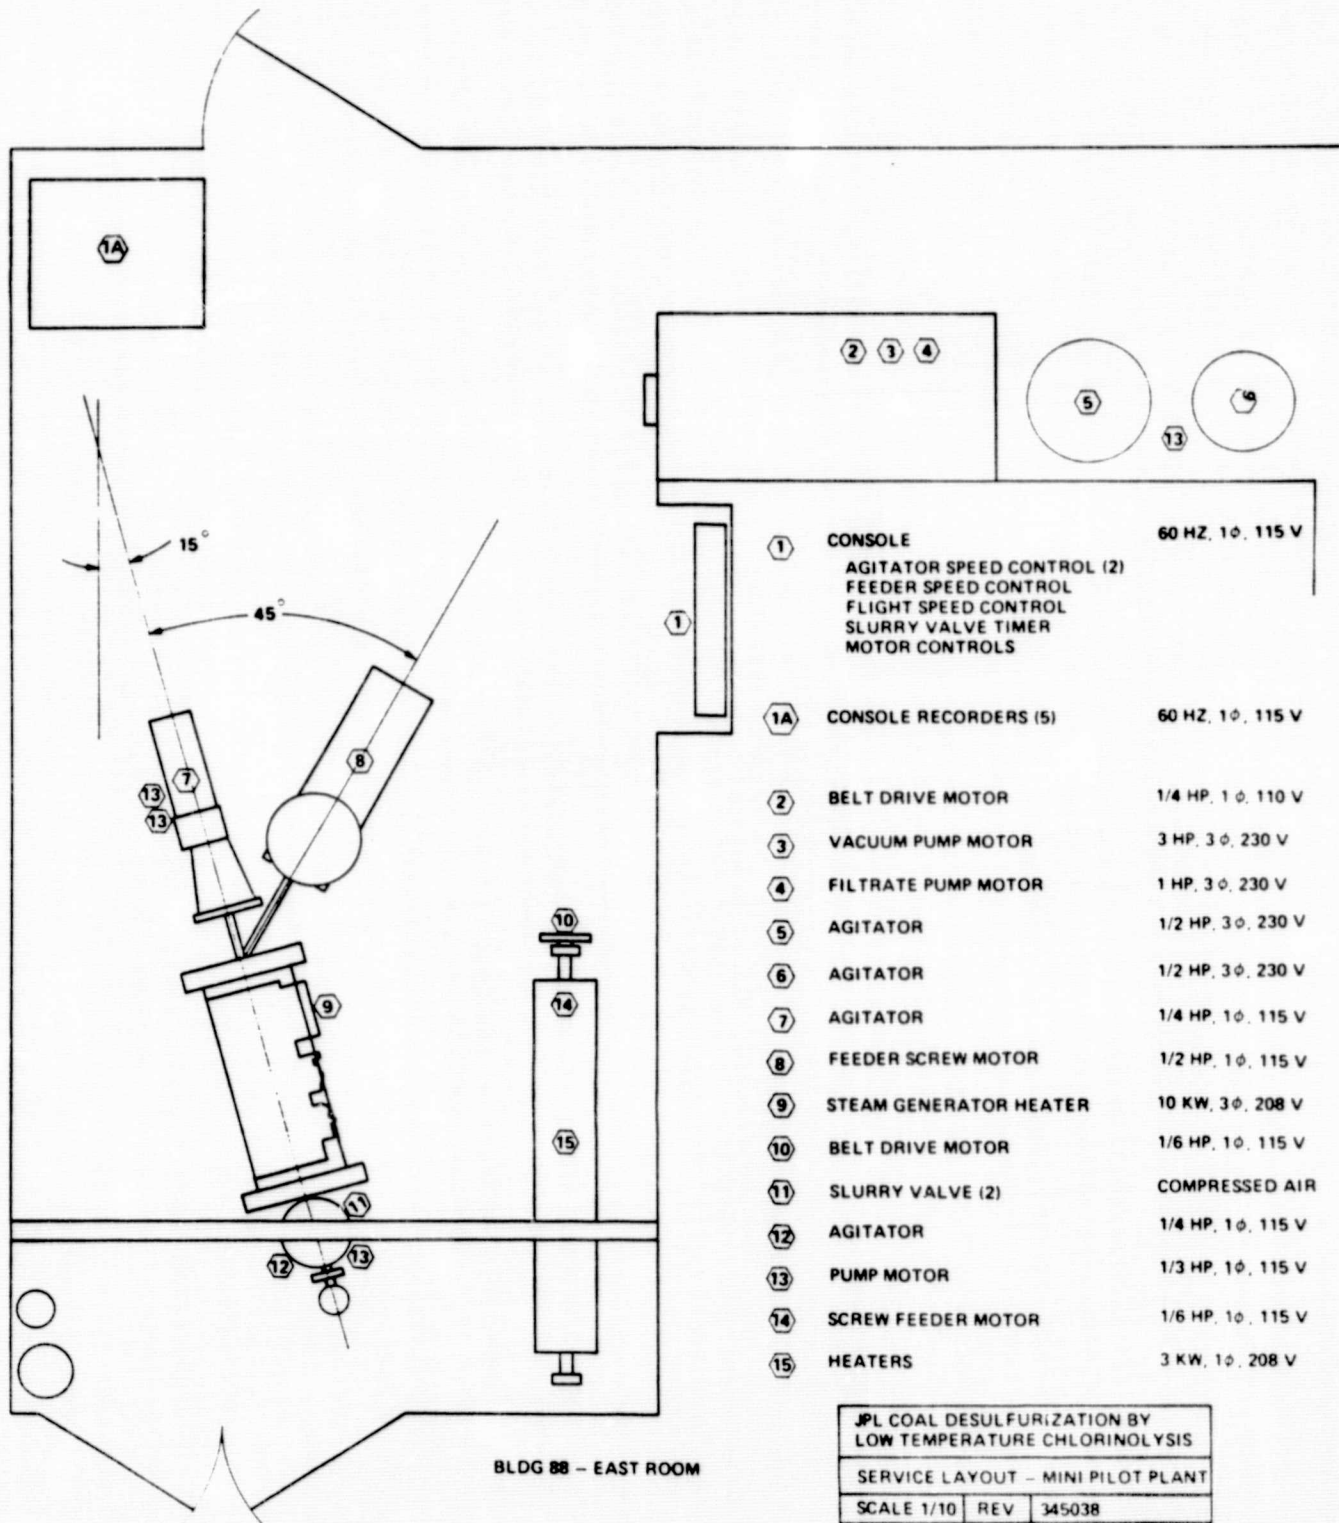 1A
2 3 4
5
6
13
15°
45°
1
8
7
13
13
10
9
14
15
11
12
13
1 CONSOLE 60 HZ, 1φ, 115 V
AGITATOR SPEED CONTROL (2)
FEEDER SPEED CONTROL
FLIGHT SPEED CONTROL
SLURRY VALVE TIMER
MOTOR CONTROLS
1A CONSOLE RECORDERS (5) 60 HZ, 1φ, 115 V
2 BELT DRIVE MOTOR 1/4 HP, 1 φ, 110 V
3 VACUUM PUMP MOTOR 3 HP, 3 φ, 230 V
4 FILTRATE PUMP MOTOR 1 HP, 3 φ, 230 V
5 AGITATOR 1/2 HP, 3φ, 230 V
6 AGITATOR 1/2 HP, 3φ, 230 V
7 AGITATOR 1/4 HP, 1φ, 115 V
8 FEEDER SCREW MOTOR 1/2 HP, 1φ, 115 V
9 STEAM GENERATOR HEATER 10 KW, 3φ, 208 V
10 BELT DRIVE MOTOR 1/6 HP, 1φ, 115 V
11 SLURRY VALVE (2) COMPRESSED AIR
12 AGITATOR 1/4 HP, 1φ, 115 V
13 PUMP MOTOR 1/3 HP, 1φ, 115 V
14 SCREW FEEDER MOTOR 1/6 HP, 1φ, 115 V
15 HEATERS 3 KW, 1φ, 208 V
BLDG 88 – EAST ROOM
JPL COAL DESULFURIZATION BY
LOW TEMPERATURE CHLORINOLYSIS
SERVICE LAYOUT – MINI PILOT PLANT
SCALE 1/10 REV 345038